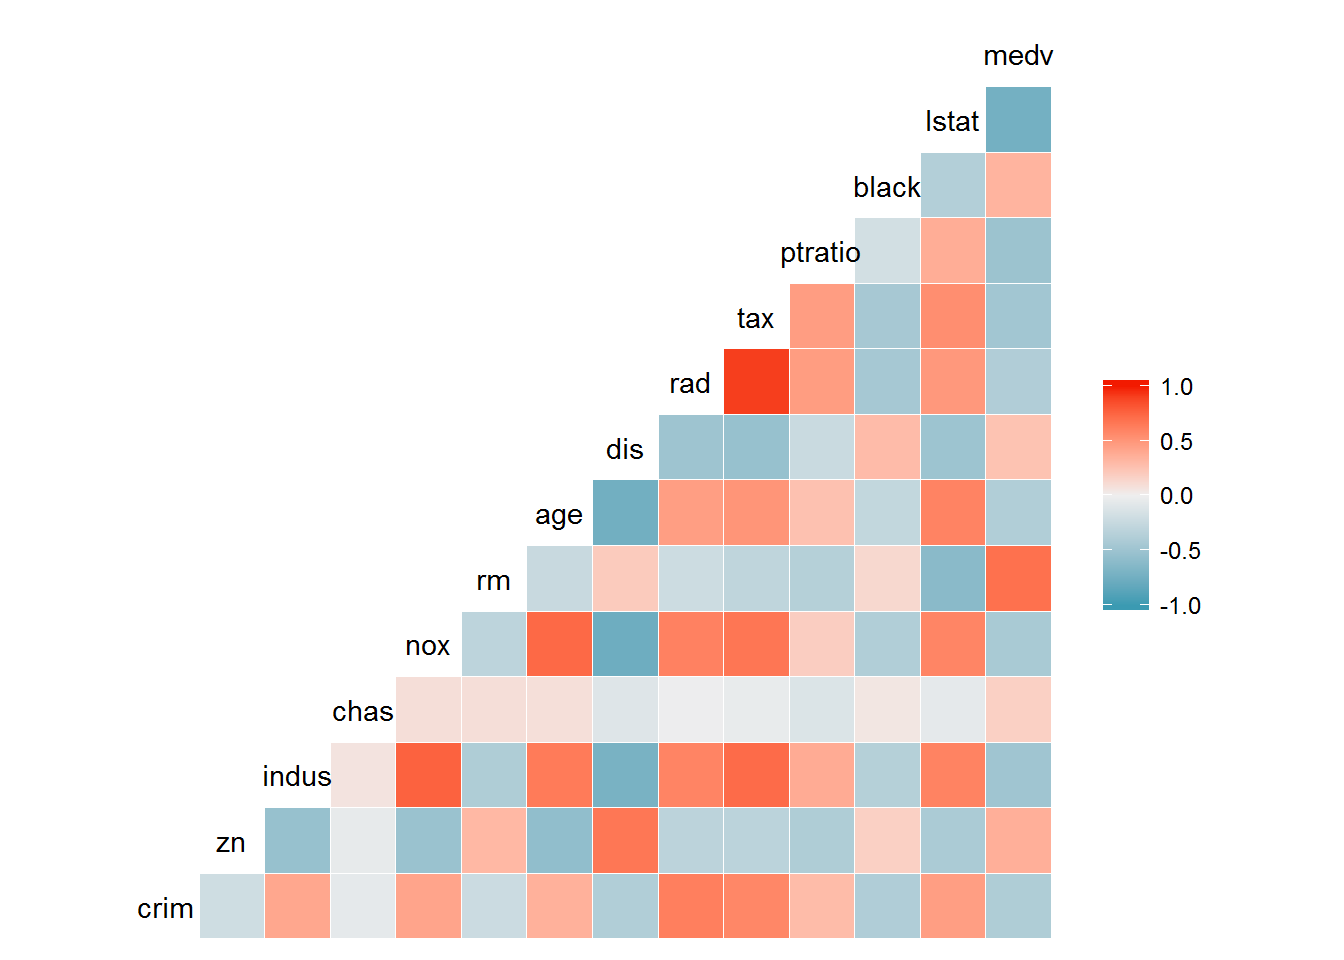 medv
lstat
black
ptratio
tax
rad
dis
age
rm
nox
chas
indus
zn
crim
1.0
0.5
0.0
-0.5
-1.0